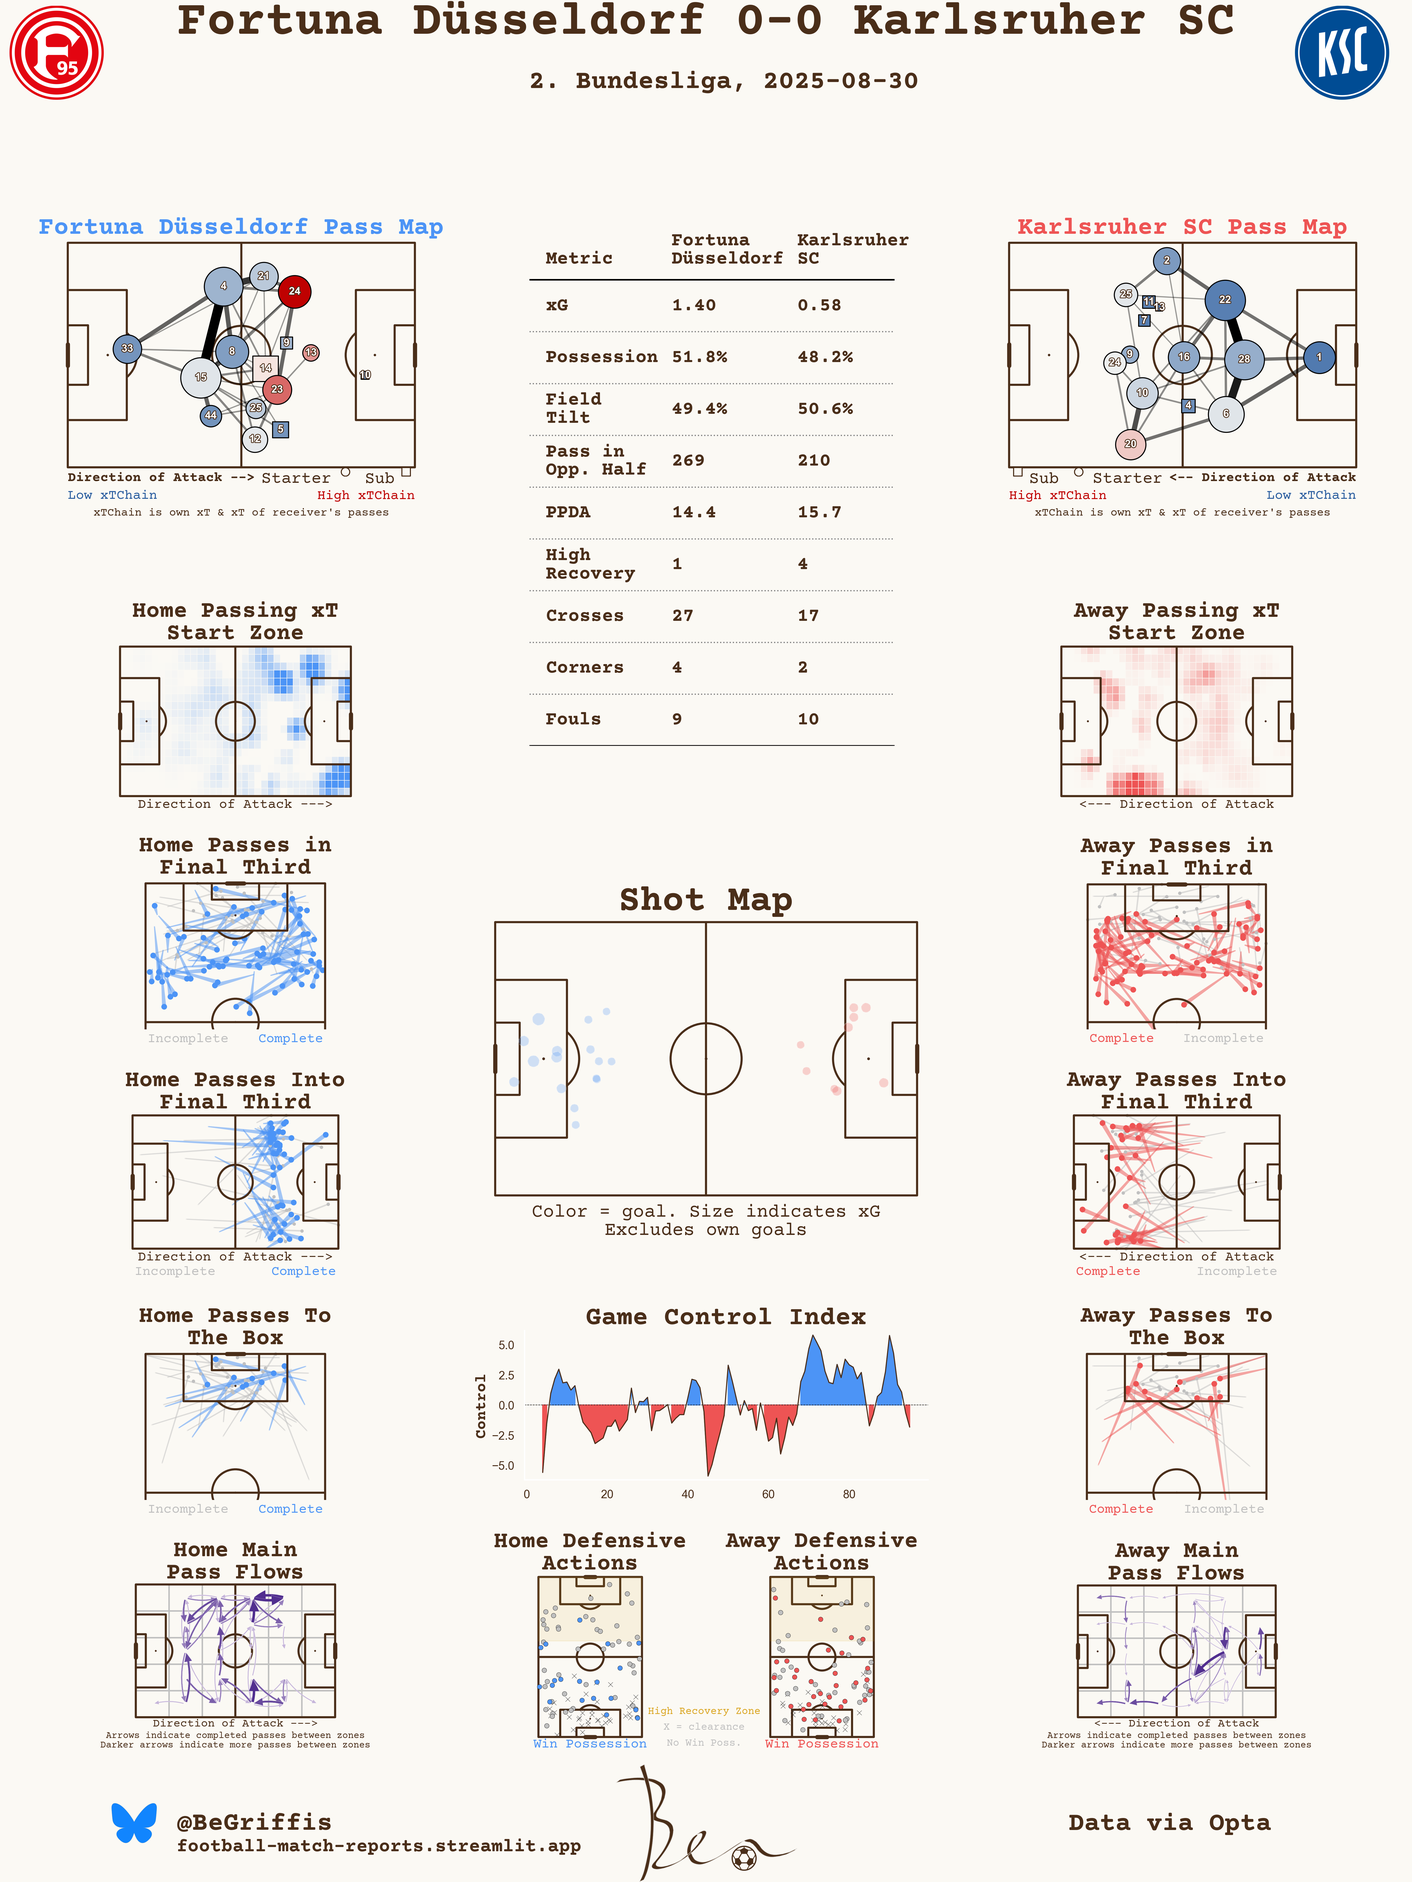 Fortuna Düsseldorf 0-0 Karlsruher SC
2. Bundesliga, 2025-08-30
F
95
KSC
Fortuna Düsseldorf Pass Map
4
21
24
33
8
9
13
14
10
15
23
25
44
5
12
Direction of Attack --> Starter Sub
Low xTChain High xTChain
xTChain is own xT & xT of receiver's passes
Metric Fortuna Düsseldorf Karlsruher SC
xG 1.40 0.58
Possession 51.8% 48.2%
Field Tilt 49.4% 50.6%
Pass in Opp. Half 269 210
PPDA 14.4 15.7
High Recovery 1 4
Crosses 27 17
Corners 4 2
Fouls 9 10
Karlsruher SC Pass Map
2
25
11
13
22
7
9
24
16
28
1
10
4
6
20
Sub Starter <-- Direction of Attack
High xTChain Low xTChain
xTChain is own xT & xT of receiver's passes
Home Passing xT
Start Zone
Direction of Attack --->
Away Passing xT
Start Zone
<--- Direction of Attack
Home Passes in
Final Third
Incomplete Complete
Away Passes in
Final Third
Complete Incomplete
Shot Map
Color = goal. Size indicates xG
Excludes own goals
Home Passes Into
Final Third
Direction of Attack --->
Incomplete Complete
Away Passes Into
Final Third
<--- Direction of Attack
Complete Incomplete
Home Passes To
The Box
Incomplete Complete
Game Control Index
Control
5.0
2.5
0.0
−2.5
−5.0
0 20 40 60 80
Away Passes To
The Box
Complete Incomplete
Home Main
Pass Flows
Direction of Attack --->
Arrows indicate completed passes between zones
Darker arrows indicate more passes between zones
Home Defensive
Actions
Win Possession
High Recovery Zone
X = clearance
No Win Poss.
Away Defensive
Actions
Win Possession
Away Main
Pass Flows
<--- Direction of Attack
Arrows indicate completed passes between zones
Darker arrows indicate more passes between zones
@BeGriffis
football-match-reports.streamlit.app
Ben
Data via Opta